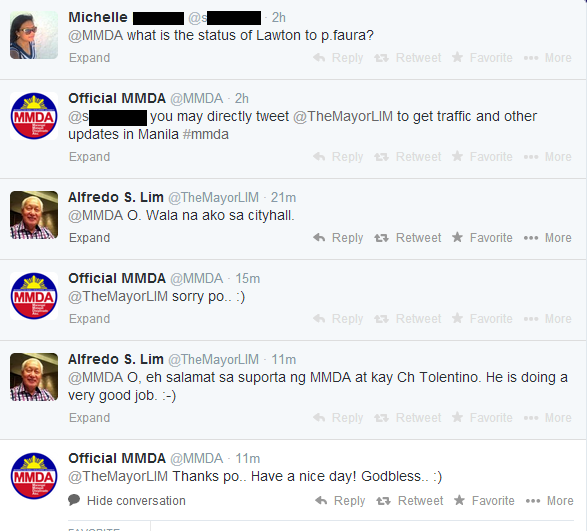 Michelle @s · 2h
@MMDA what is the status of Lawton to p.faura?
Expand Reply Retweet Favorite More
Official MMDA @MMDA · 2h
@s you may directly tweet @TheMayorLIM to get traffic and other
updates in Manila #mmda
Expand Reply Retweet Favorite More
Alfredo S. Lim @TheMayorLIM · 21m
@MMDA O. Wala na ako sa cityhall.
Expand Reply Retweet Favorite More
Official MMDA @MMDA · 15m
@TheMayorLIM sorry po.. :)
Expand Reply Retweet Favorite More
Alfredo S. Lim @TheMayorLIM · 11m
@MMDA O, eh salamat sa suporta ng MMDA at kay Ch Tolentino. He is doing a
very good job. :-)
Expand Reply Retweet Favorite More
Official MMDA @MMDA · 11m
@TheMayorLIM Thanks po.. Have a nice day! Godbless.. :)
Hide conversation Reply Retweet Favorite More
MMDA
MMDA
MMDA